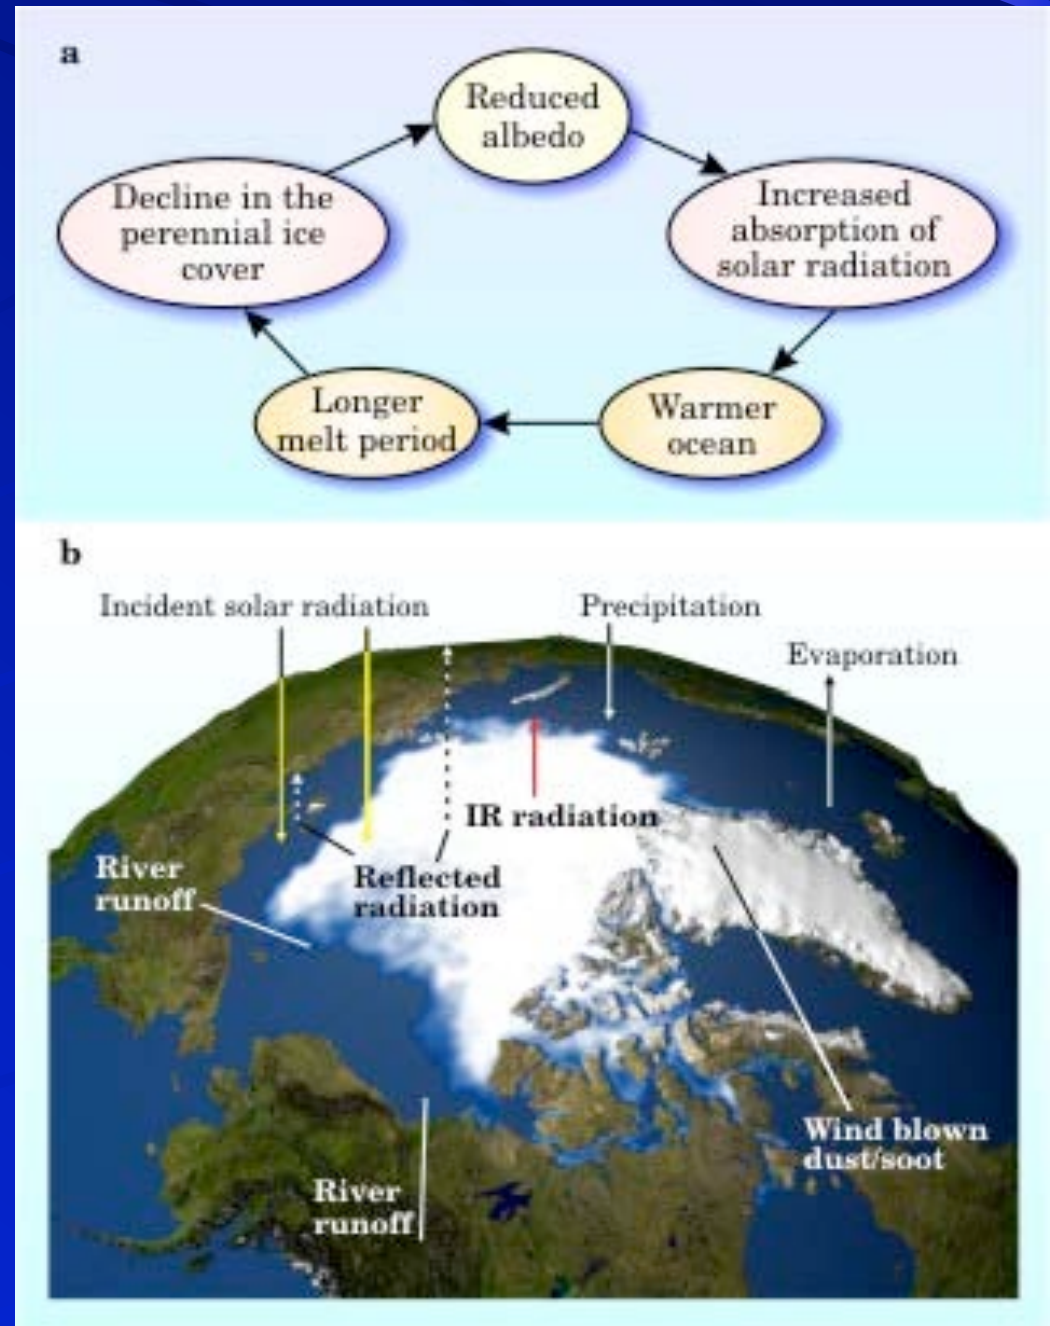 a
Reduced
albedo
Increased
absorption of
solar radiation
Warmer
ocean
Longer
melt period
Decline in the
perennial ice
cover
b
Incident solar radiation
Precipitation
Evaporation
IR radiation
River
runoff
Reflected
radiation
Wind blown
dust/soot
River
runoff